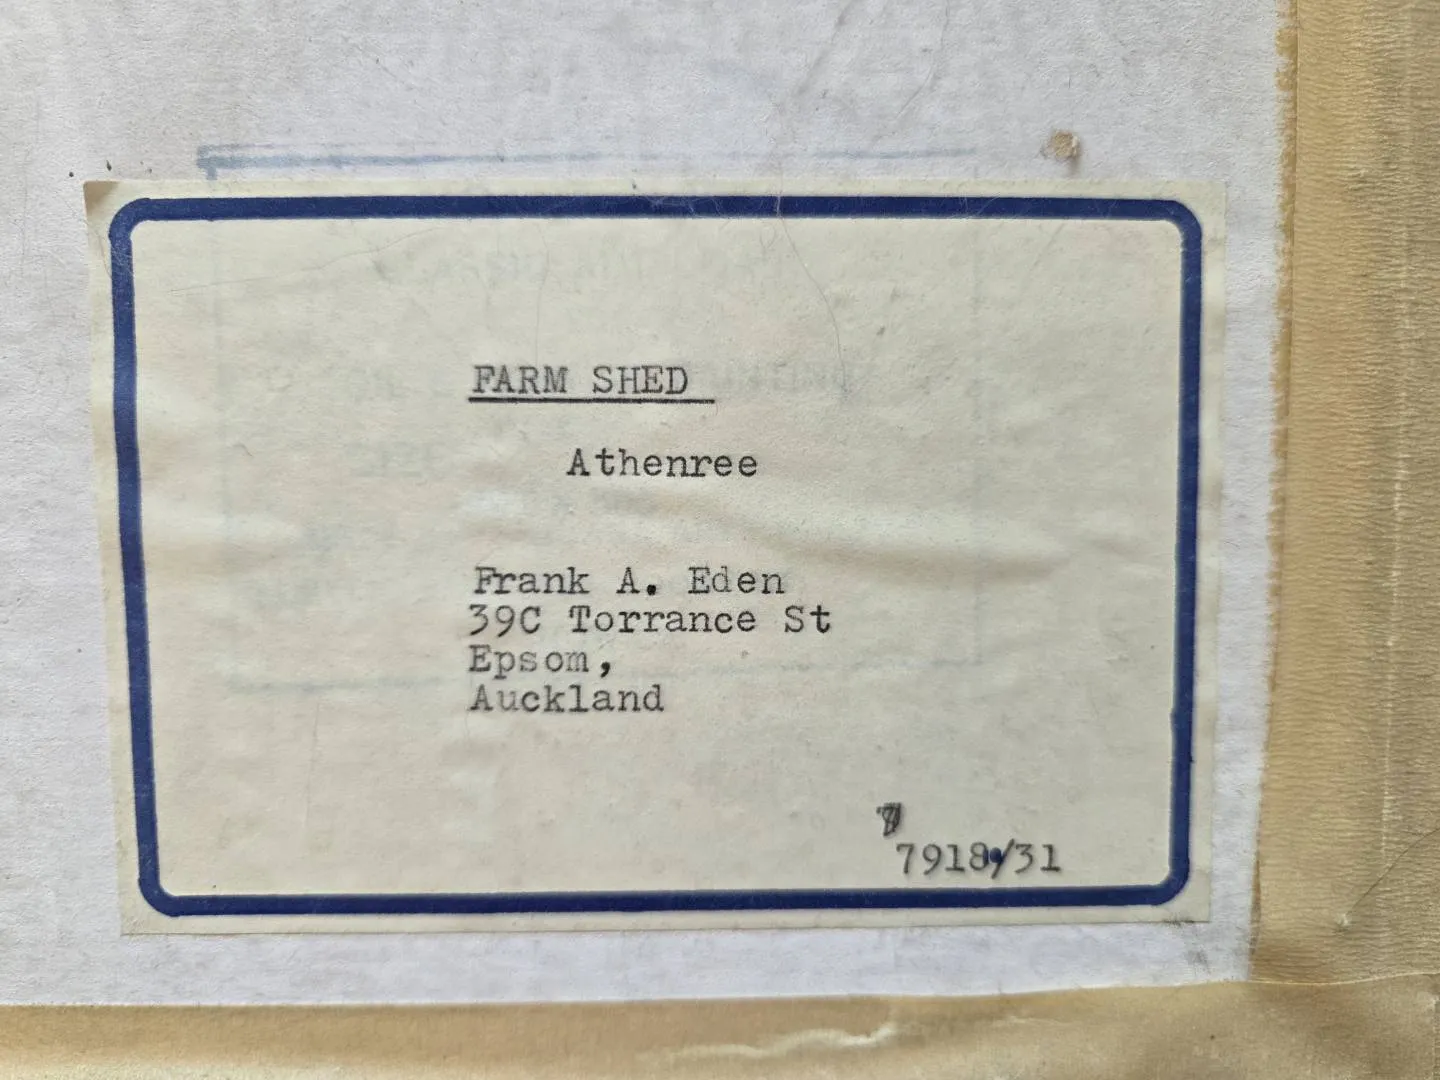 FARM SHED
Athenree
Frank A. Eden
39C Torrance St
Epsom,
Auckland
7918/31